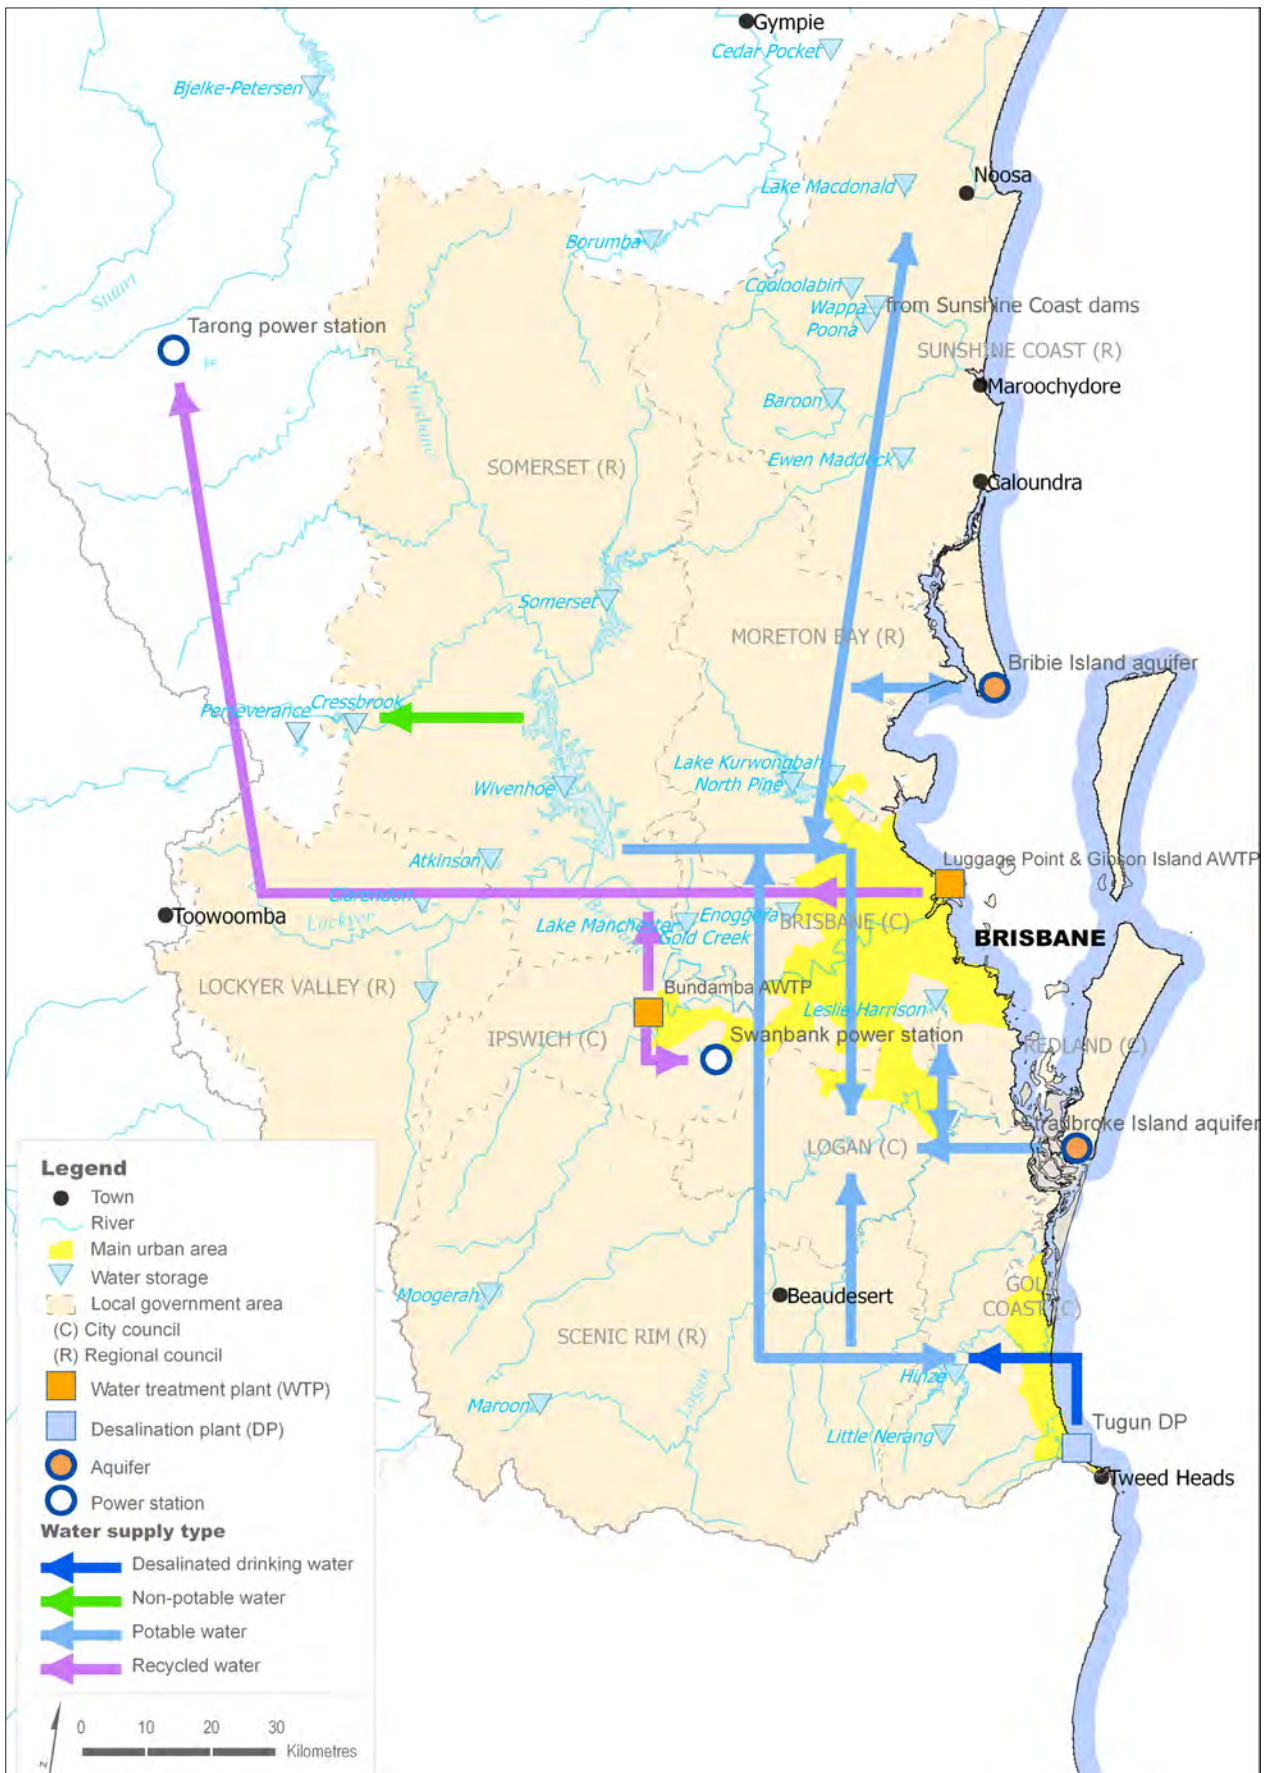 Gympie
Cedar Pocket
Bjelke-Petersen
Noosa
Lake Macdonald
Borumba
Stuart
Cooloolabin
Wappa
from Sunshine Coast dams
Poona
Tarong power station
SUNSHINE COAST (R)
Maroochydore
Brisbane
Baroon
SOMERSET (R)
Ewen Maddock
Caloundra
Somerset
MORETON BAY (R)
Bribie Island aquifer
Cressbrook
Perseverance
Lake Kurwongbah
North Pine
Wivenhoe
Atkinson
Luggage Point & Gibson Island AWTP
Clarendon
Toowoomba
Lockyer
Enoggera
Lake Manchester
BRISBANE (C)
Gold Creek
BRISBANE
LOCKYER VALLEY (R)
Bundamba AWTP
Leslie Harrison
IPSWICH (C)
Swanbank power station
REDLAND (C)
Stradbroke Island aquifer
LOGAN (C)
Moogerah
Beaudesert
GOL
COAST (C)
SCENIC RIM (R)
Hinze
Maroon
Logan
Little Nerang
Tugun DP
Tweed Heads
Legend
Town
River
Main urban area
Water storage
Local government area
(C) City council
(R) Regional council
Water treatment plant (WTP)
Desalination plant (DP)
Aquifer
Power station
Water supply type
Desalinated drinking water
Non-potable water
Potable water
Recycled water
0 10 20 30
Kilometres
N